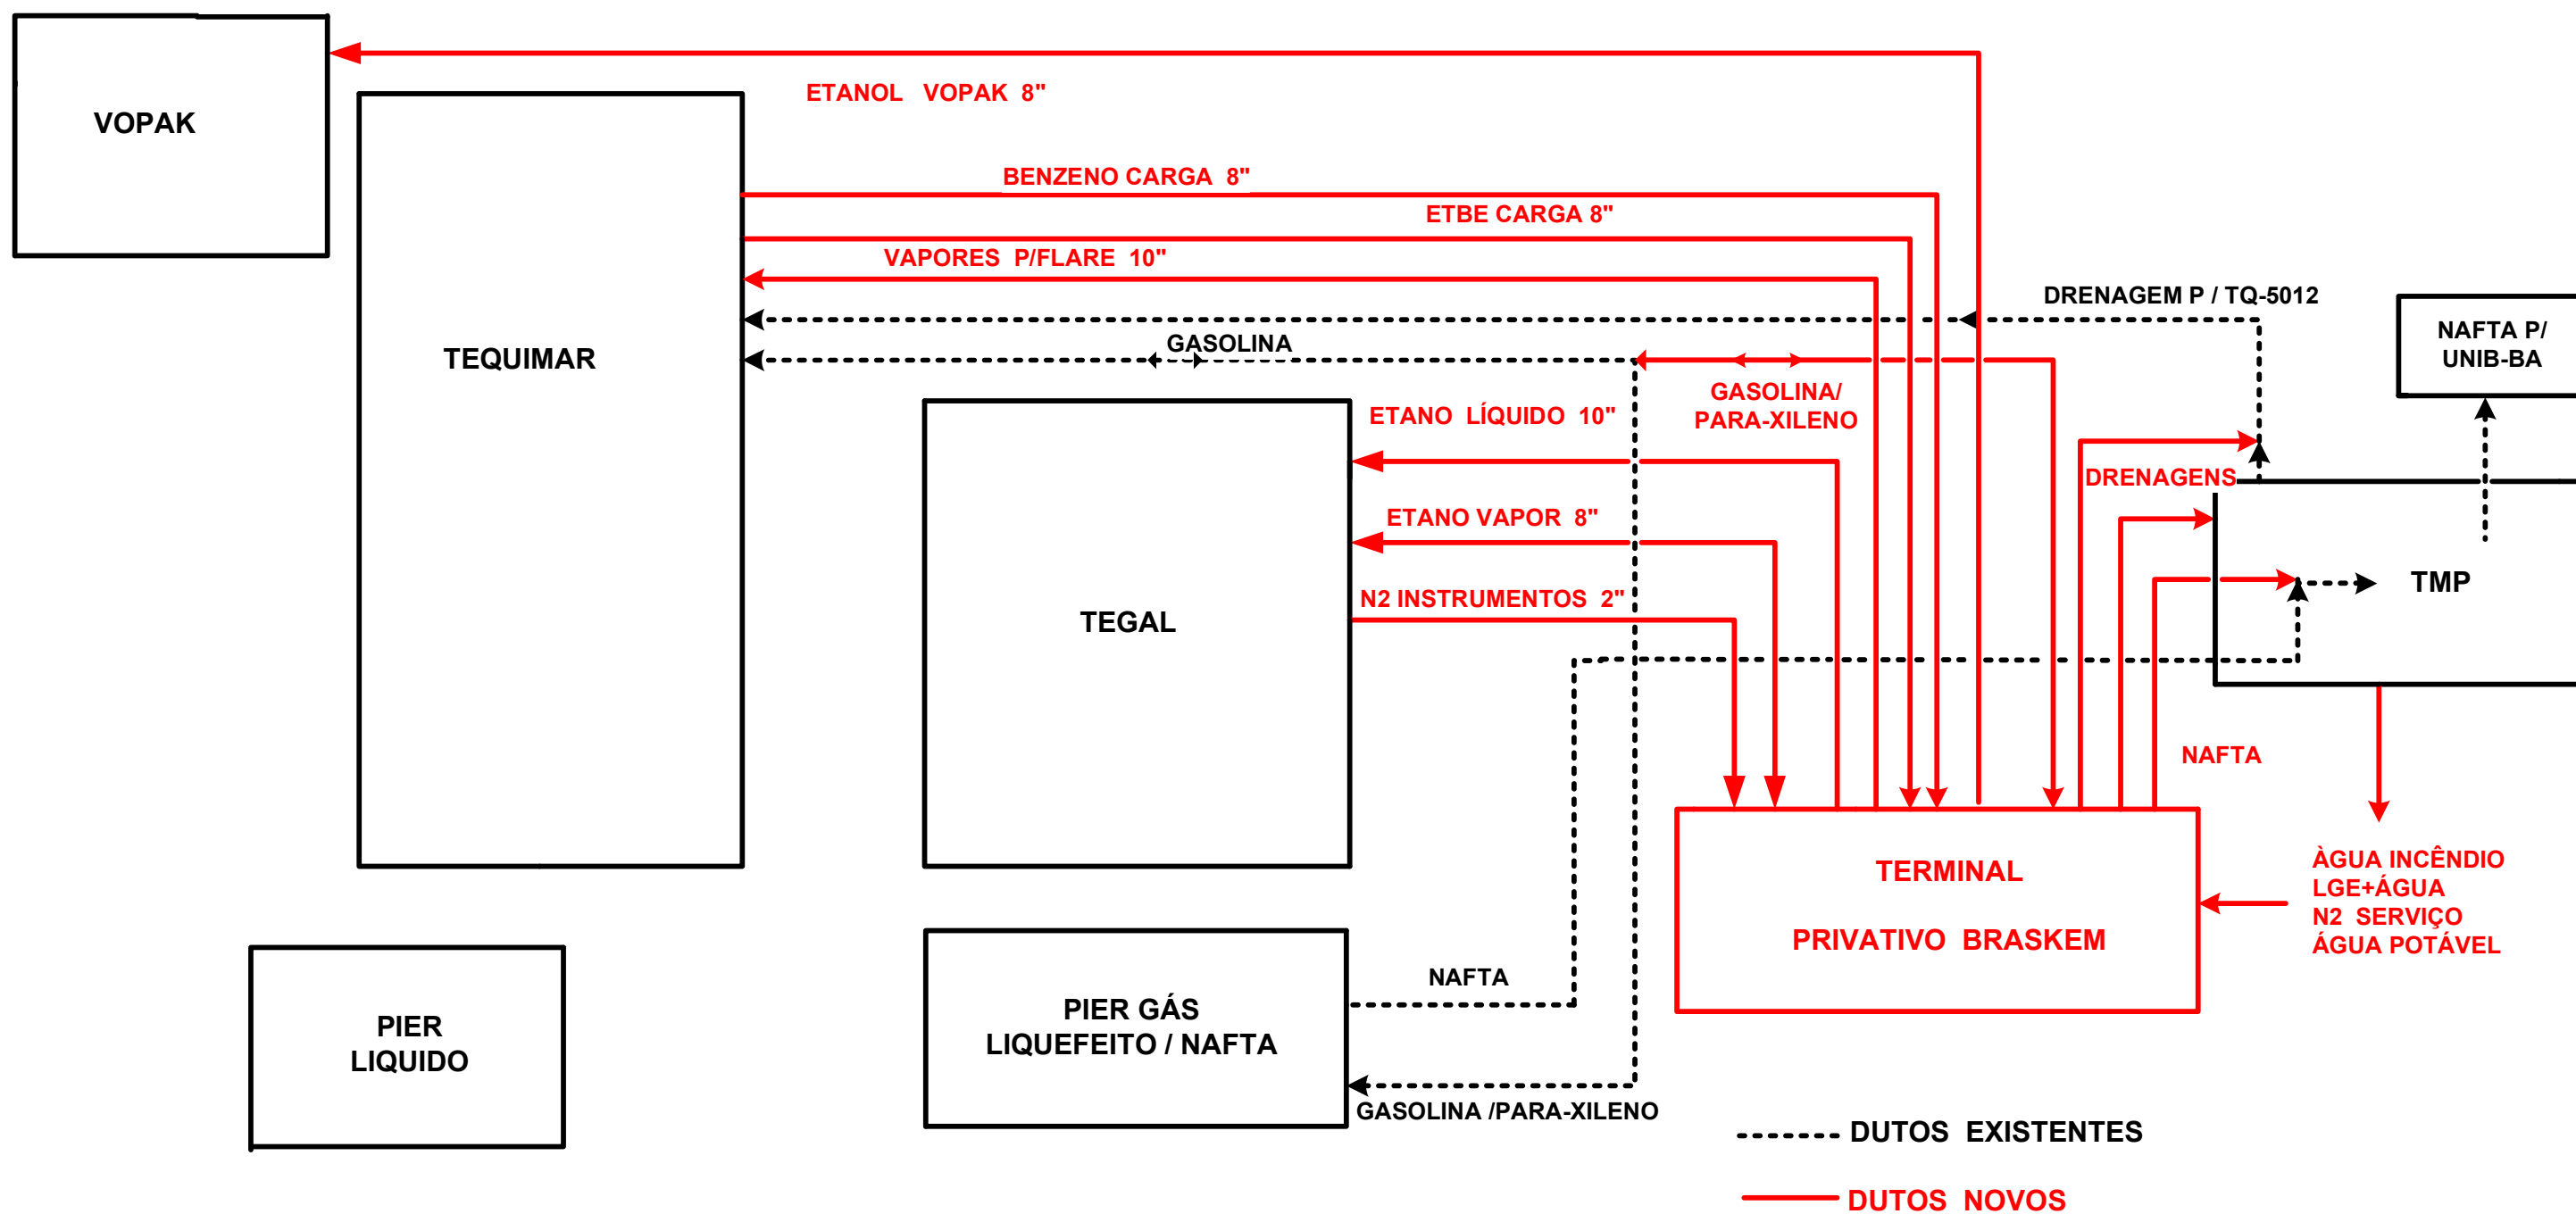 VOPAK
ETANOL VOPAK 8"
BENZENO CARGA 8"
ETBE CARGA 8"
VAPORES P/FLARE 10"
DRENAGEM P / TQ-5012
NAFTA P/
UNIB-BA
TEQUIMAR
GASOLINA
GASOLINA/
PARA-XILENO
ETANO LÍQUIDO 10"
DRENAGENS
ETANO VAPOR 8"
N2 INSTRUMENTOS 2"
TMP
TEGAL
NAFTA
ÀGUA INCÊNDIO
LGE+ÁGUA
N2 SERVIÇO
ÁGUA POTÁVEL
TERMINAL
PRIVATIVO BRASKEM
NAFTA
PIER GÁS
LIQUEFEITO / NAFTA
PIER
LIQUIDO
GASOLINA /PARA-XILENO
DUTOS EXISTENTES
DUTOS NOVOS